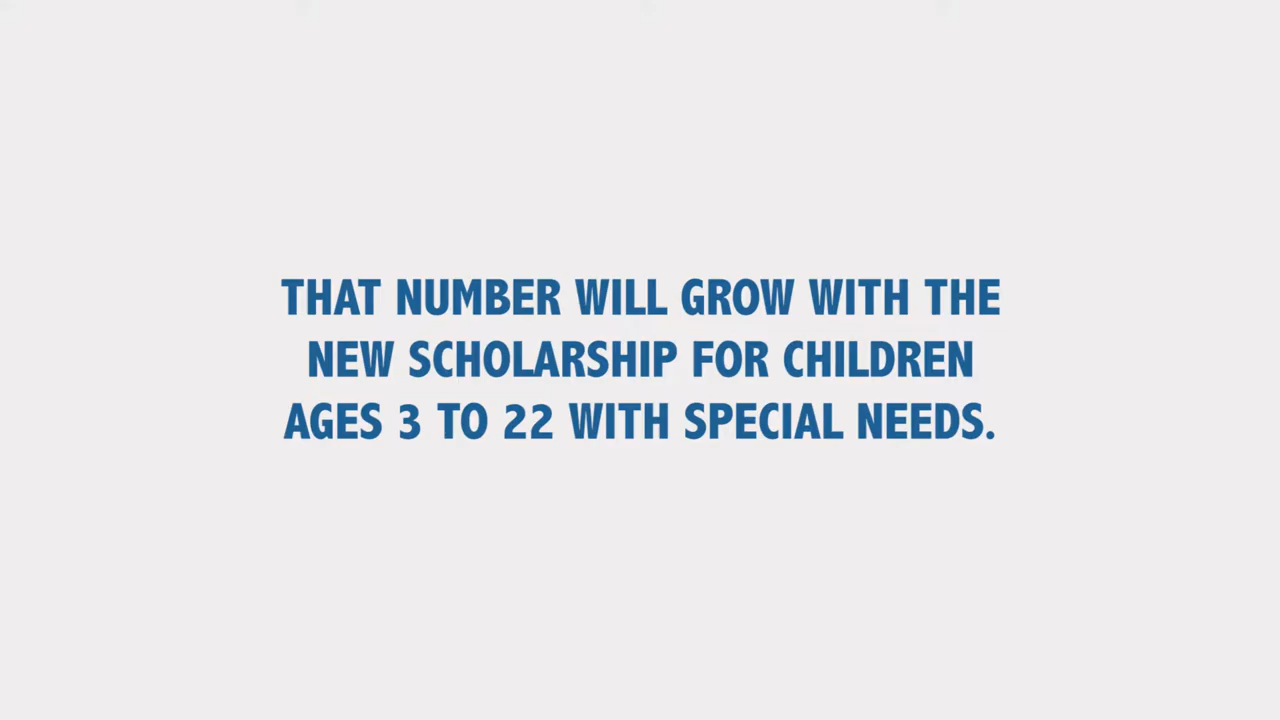 THAT NUMBER WILL GROW WITH THE
NEW SCHOLARSHIP FOR CHILDREN
AGES 3 TO 22 WITH SPECIAL NEEDS.